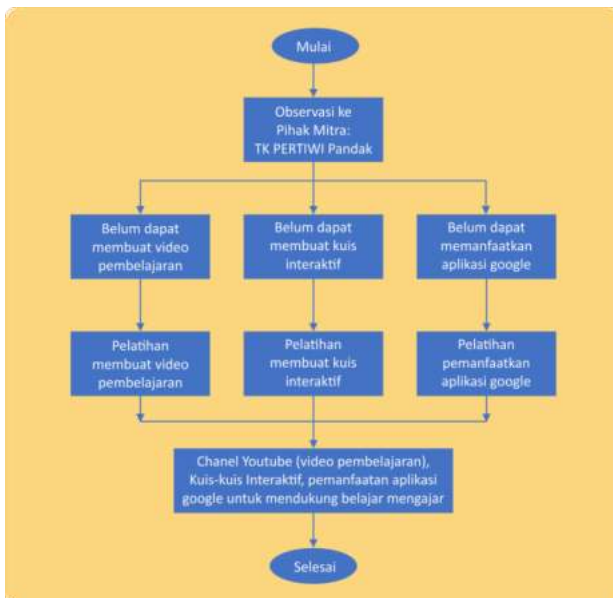 Mulai
Observasi ke
Pihak Mitra:
TK PERTIWI Pandak
Belum dapat
membuat video
pembelajaran
Belum dapat
membuat kuis
interaktif
Belum dapat
memanfaatkan
aplikasi google
Pelatihan
membuat video
pembelajaran
Pelatihan
membuat kuis
interaktif
Pelatihan
pemanfaatkan
aplikasi google
Chanel Youtube (video pembelajaran),
Kuis-kuis Interaktif, pemanfaatan aplikasi
google untuk mendukung belajar mengajar
Selesai